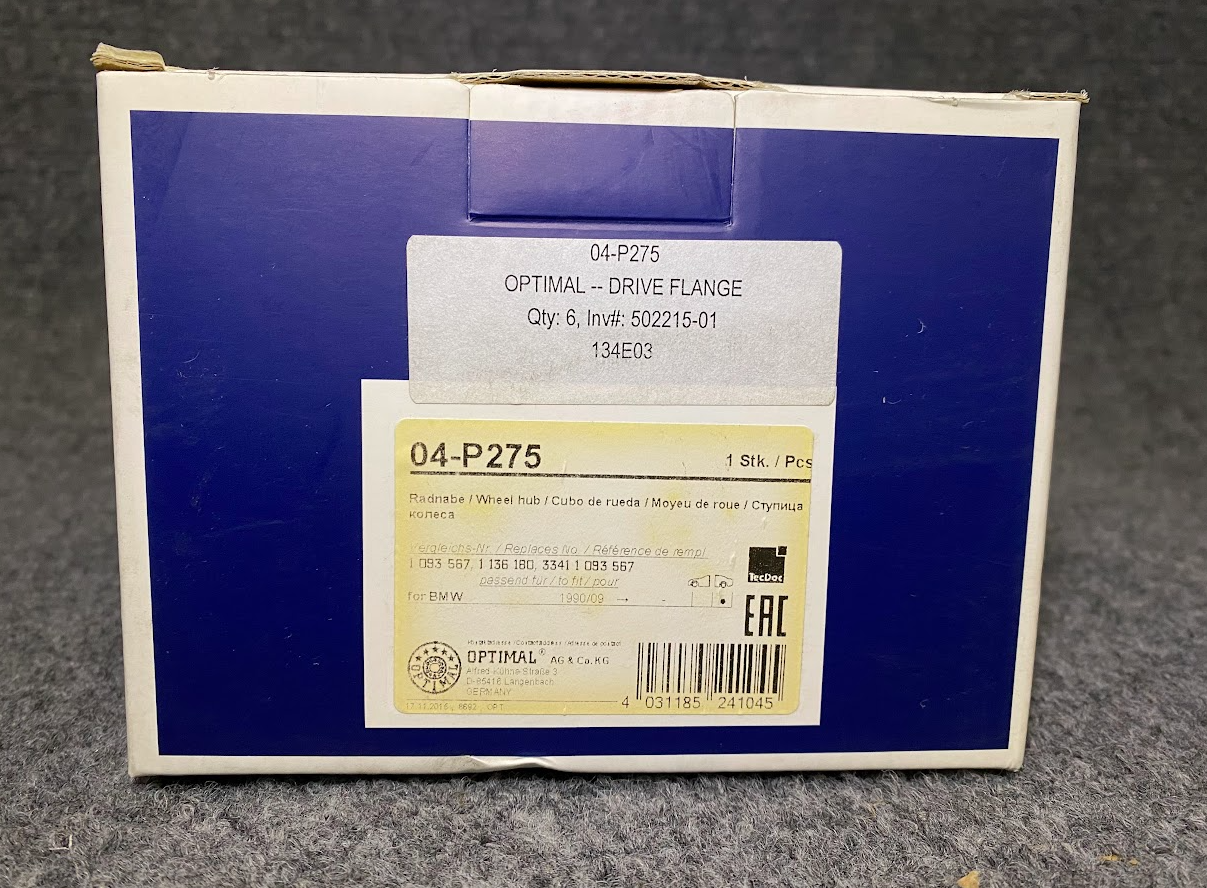 04-P275
OPTIMAL -- DRIVE FLANGE
Qty: 6, Inv#: 502215-01
134E03
04-P275
1 Stk. / Pcs
Radnabe / Wheel hub / Cubo de rueda / Moyeu de roue / Ступица
колеса
ergleichs-Nr. / Replaces No. / Référence de rempl.
1 093 567, 1 136 180, 3341 1 093 567
passend für / to fit / pour
for BMW 1990/09 → -
TecDoc
EAC
OPTIMAL
OPTIMAL® AG & Co. KG
Alfred-Kühne-Straße 3
D-85416 Langenbach
GERMANY
4 031185 241045